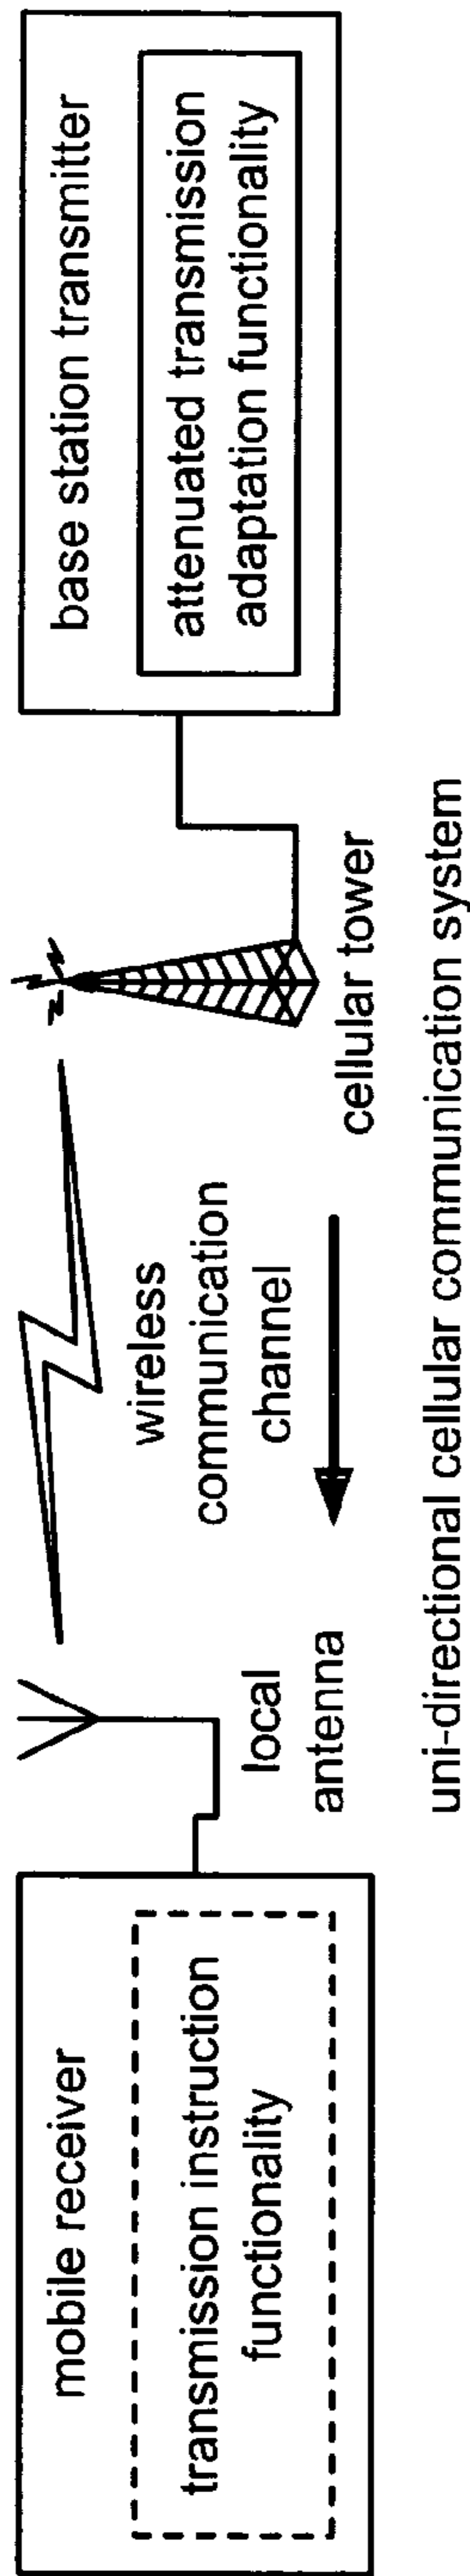 mobile receiver
transmission instruction
functionality
local
antenna
wireless
communication
channel
cellular tower
base station transmitter
attenuated transmission
adaptation functionality
uni-directional cellular communication system